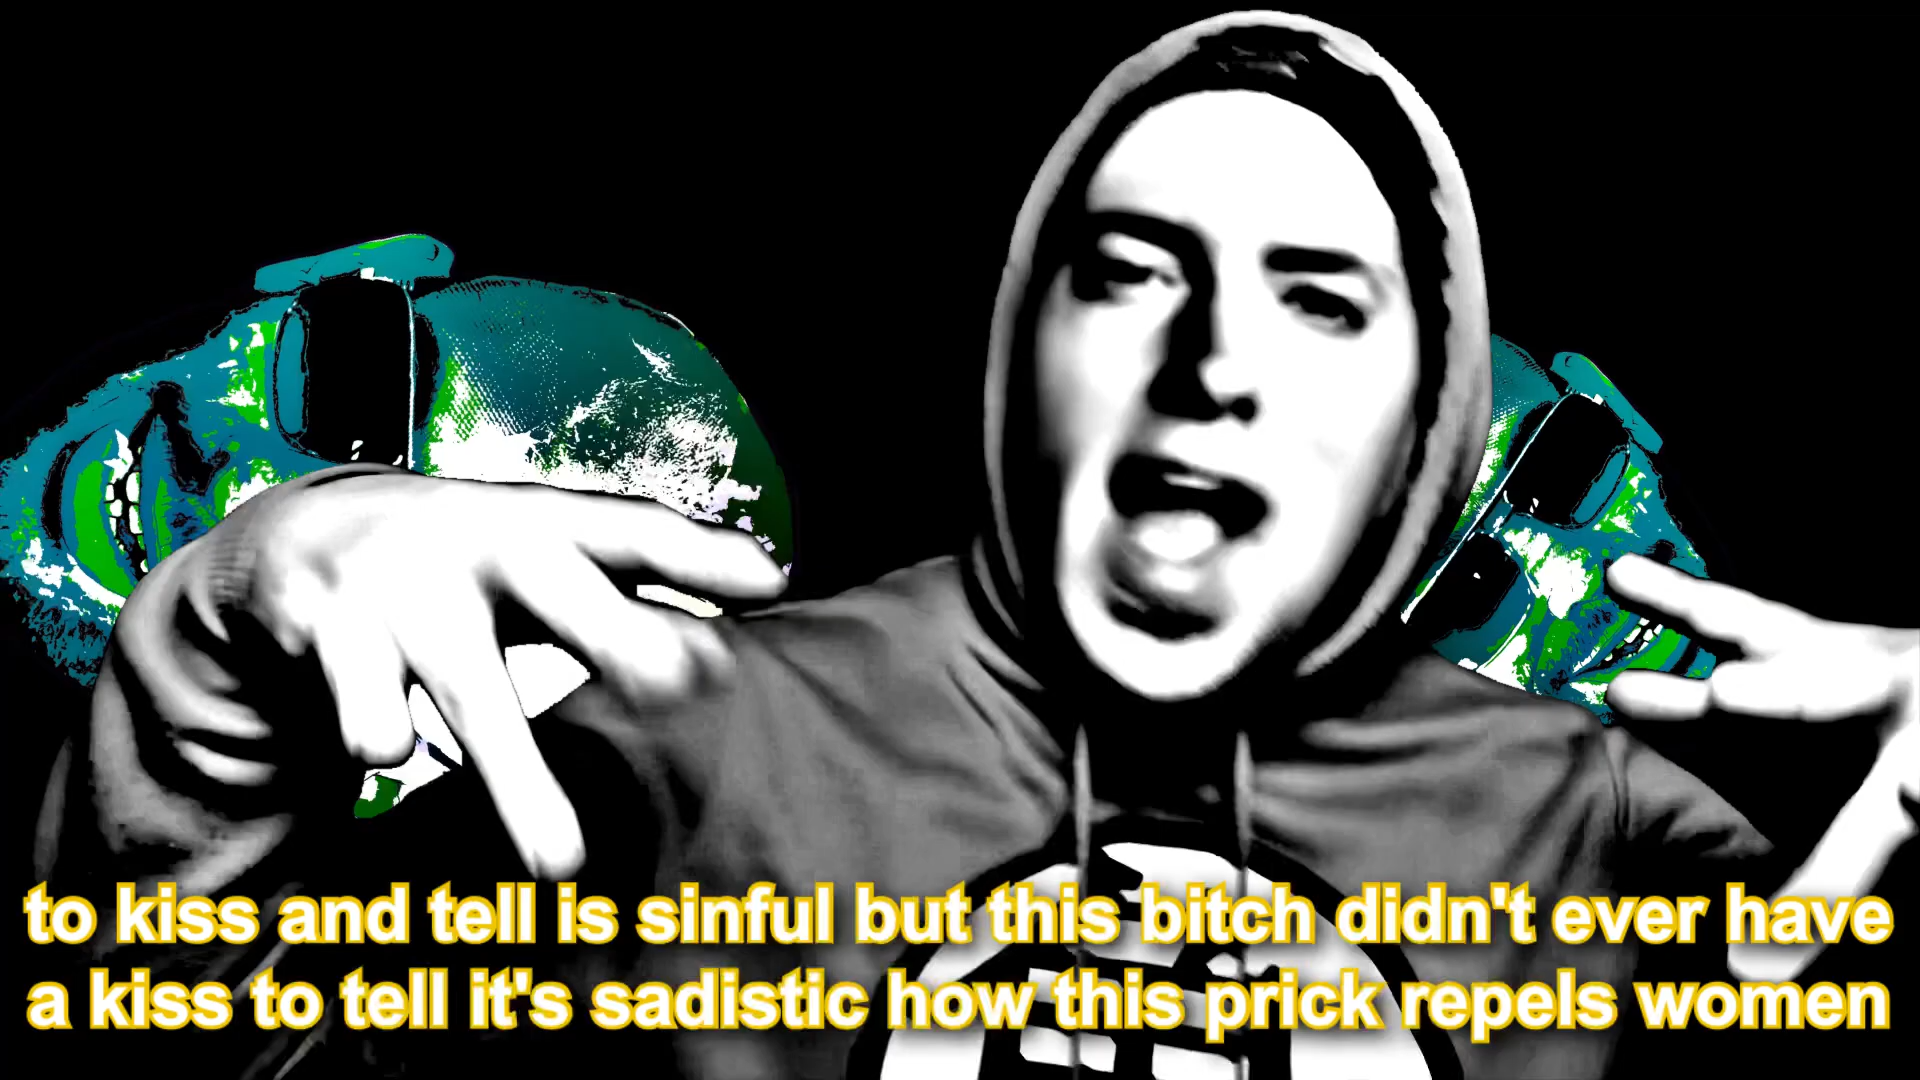 to kiss and tell is sinful but this bitch didn't ever have
a kiss to tell it's sadistic how this prick repels women